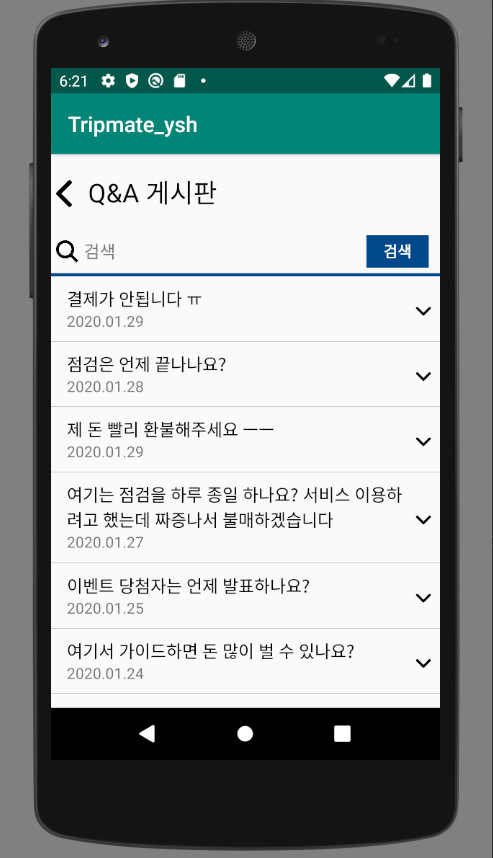 6:21
Tripmate_ysh
Q&A 게시판
검색 검색
결제가 안됩니다 ㅠ
2020.01.29
점검은 언제 끝나나요?
2020.01.28
제 돈 빨리 환불해주세요 ㅡㅡ
2020.01.29
여기는 점검을 하루 종일 하나요? 서비스 이용하
려고 했는데 짜증나서 불매하겠습니다
2020.01.27
이벤트 당첨자는 언제 발표하나요?
2020.01.25
여기서 가이드하면 돈 많이 벌 수 있나요?
2020.01.24